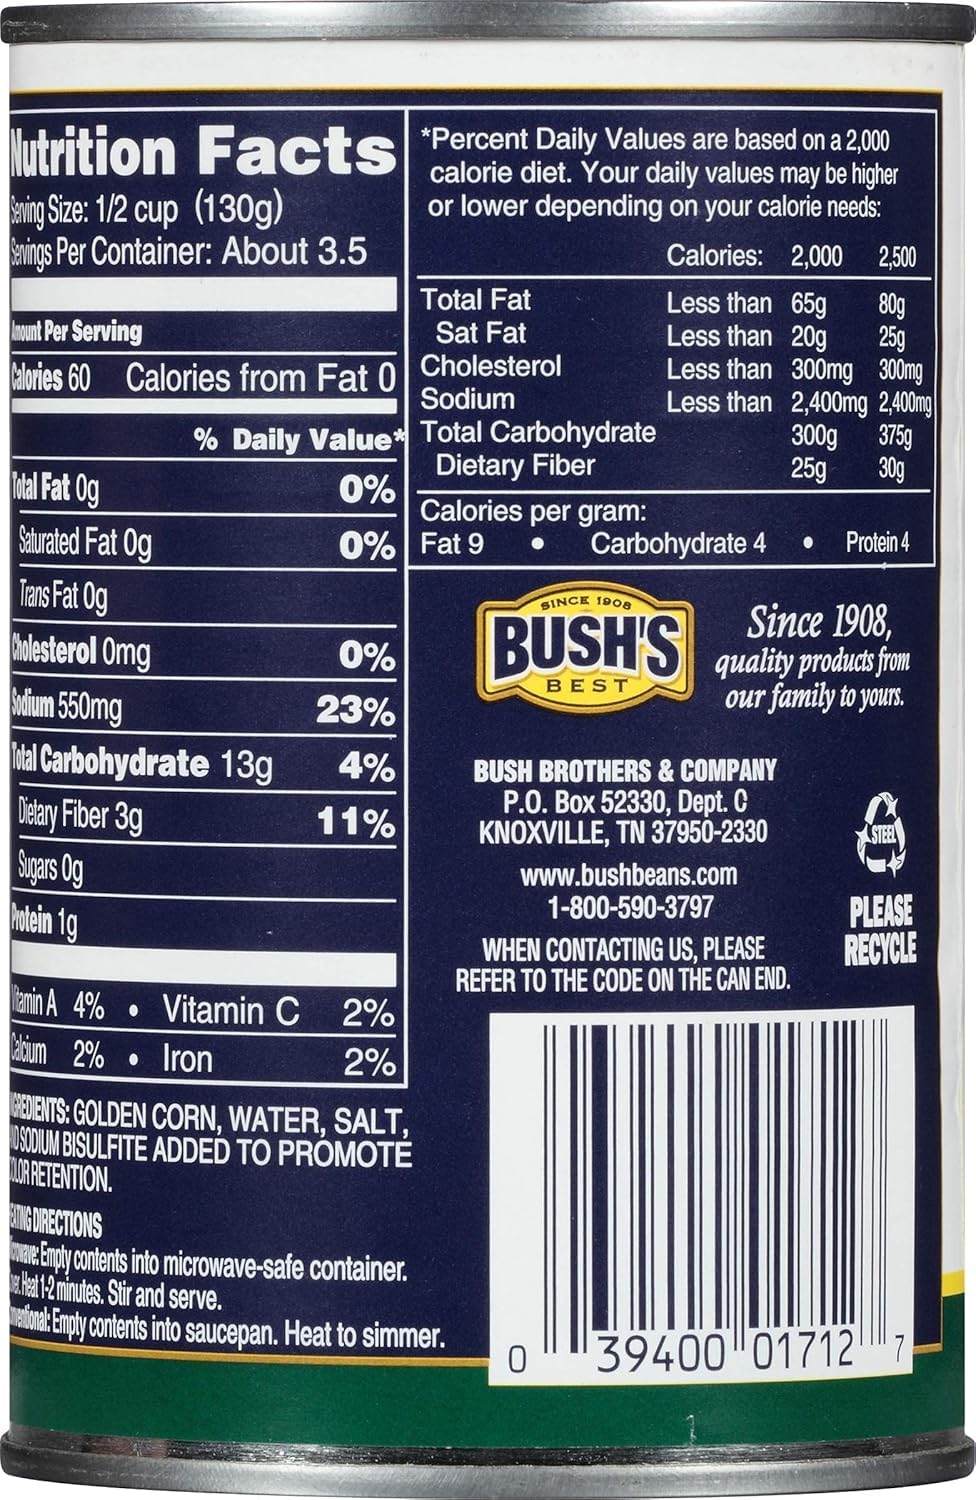 Nutrition Facts
Serving Size: 1/2 cup (130g)
Servings Per Container: About 3.5
Amount Per Serving
Calories 60 Calories from Fat 0
% Daily Value*
Total Fat 0g 0%
Saturated Fat 0g 0%
Trans Fat 0g
Cholesterol 0mg 0%
Sodium 550mg 23%
Total Carbohydrate 13g 4%
Dietary Fiber 3g 11%
Sugars 0g
Protein 1g
Vitamin A 4% • Vitamin C 2%
Calcium 2% • Iron 2%
INGREDIENTS: GOLDEN CORN, WATER, SALT,
AND SODIUM BISULFITE ADDED TO PROMOTE
COLOR RETENTION.
HEATING DIRECTIONS
Microwave: Empty contents into microwave-safe container.
Cover. Heat 1-2 minutes. Stir and serve.
Conventional: Empty contents into saucepan. Heat to simmer.
*Percent Daily Values are based on a 2,000
calorie diet. Your daily values may be higher
or lower depending on your calorie needs:
Calories: 2,000 2,500
Total Fat Less than 65g 80g
Sat Fat Less than 20g 25g
Cholesterol Less than 300mg 300mg
Sodium Less than 2,400mg 2,400mg
Total Carbohydrate 300g 375g
Dietary Fiber 25g 30g
Calories per gram:
Fat 9 • Carbohydrate 4 • Protein 4
SINCE 1908
BUSH'S
BEST
Since 1908,
quality products from
our family to yours.
BUSH BROTHERS & COMPANY
P.O. Box 52330, Dept. C
KNOXVILLE, TN 37950-2330
www.bushbeans.com
1-800-590-3797
WHEN CONTACTING US, PLEASE
REFER TO THE CODE ON THE CAN END.
STEEL
PLEASE
RECYCLE
0 39400 01712 7